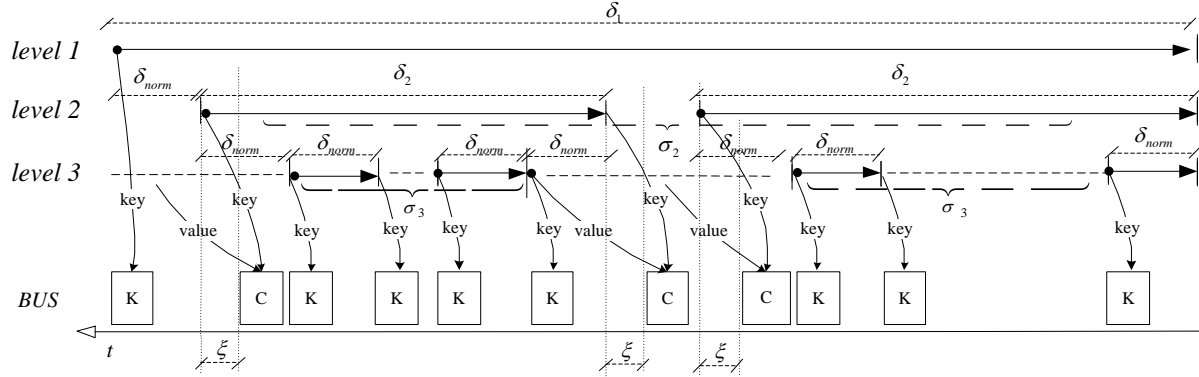 δ1
level 1
δnorm δ2 δ2
level 2
δnorm δnorm δnorm δnorm σ2 δnorm δnorm δnorm
level 3
key value key key σ3 key key key value key value key key σ3 key key
BUS K C K K K K C C K K K
t ξ ξ ξ